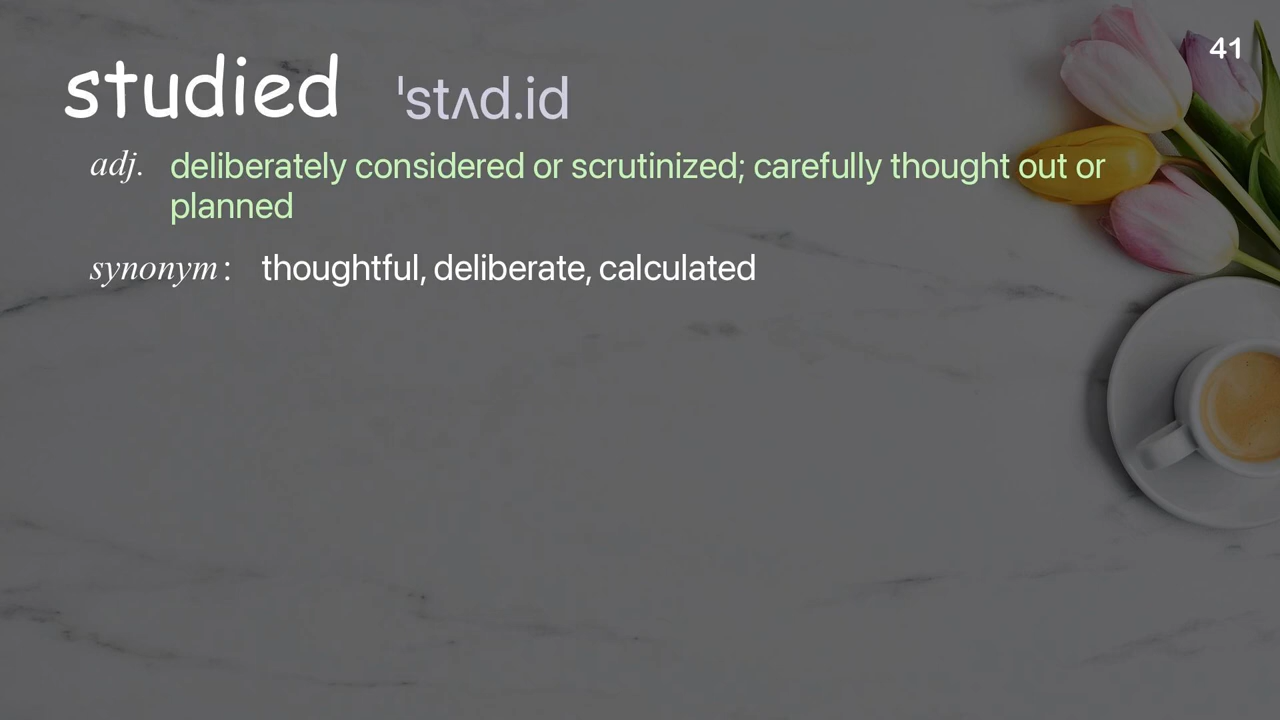 41
studied ˈstʌd.id
adj. deliberately considered or scrutinized; carefully thought out or
planned
synonym: thoughtful, deliberate, calculated